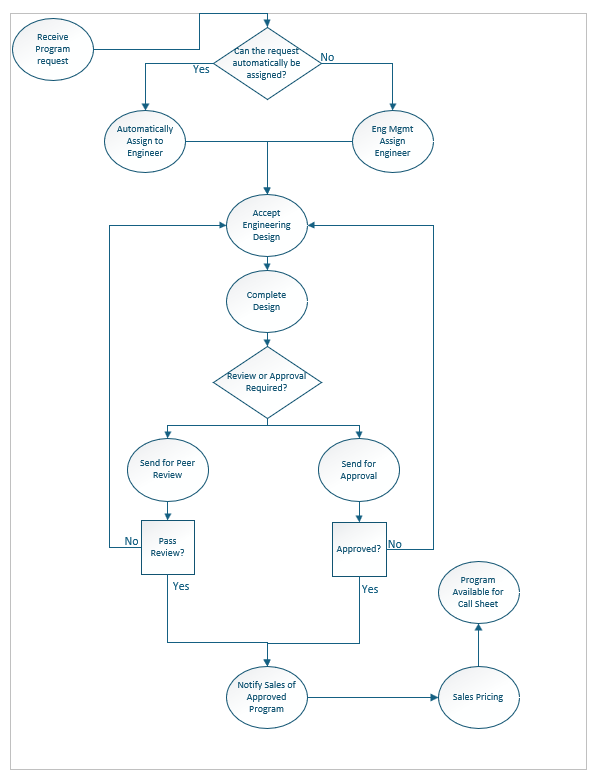 Receive
Program
request
Can the request
automatically be
assigned?
Yes
No
Automatically
Assign to
Engineer
Eng Mgmt
Assign
Engineer
Accept
Engineering
Design
Complete
Design
Review or Approval
Required?
Send for Peer
Review
Send for
Approval
Pass
Review?
No
Approved?
No
Yes
Yes
Program
Available for
Call Sheet
Notify Sales of
Approved
Program
Sales Pricing